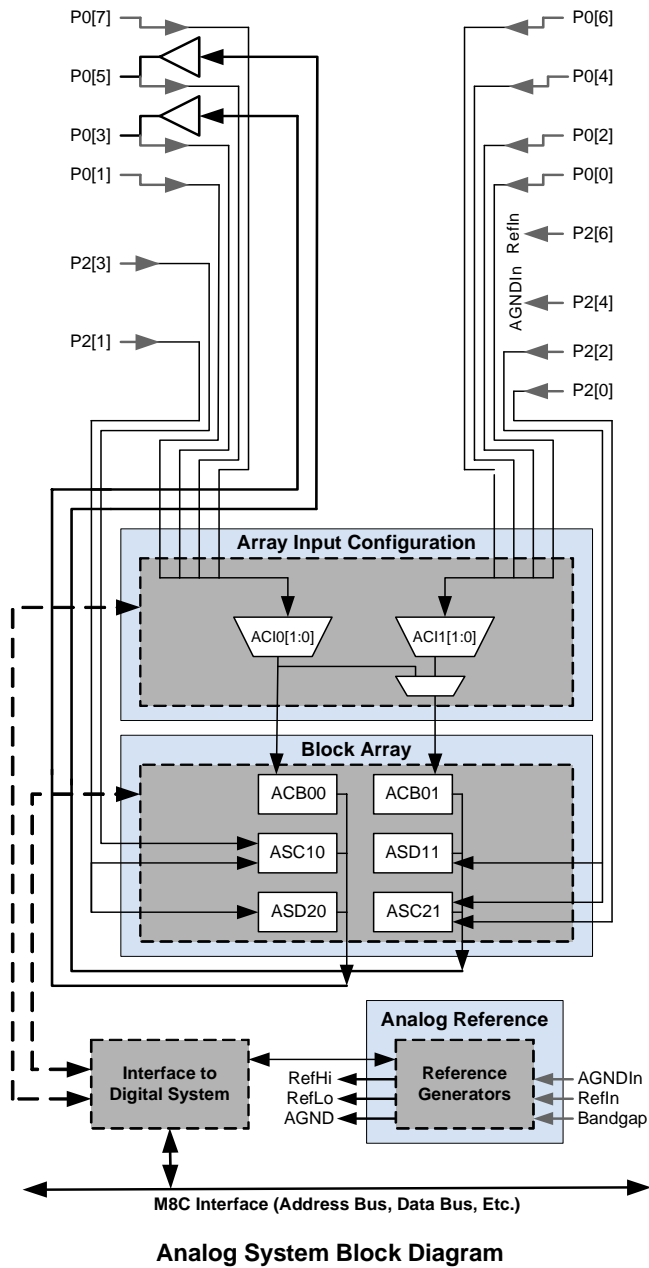 P0[7]
P0[6]
P0[5]
P0[4]
P0[3]
P0[2]
P0[1]
P0[0]
RefIn
P2[6]
P2[3]
AGNDIn
P2[4]
P2[1]
P2[2]
P2[0]
Array Input Configuration
ACI0[1:0]
ACI1[1:0]
Block Array
ACB00
ACB01
ASC10
ASD11
ASD20
ASC21
Analog Reference
Interface to
Digital System
Reference
Generators
RefHi
RefLo
AGND
AGNDIn
RefIn
Bandgap
M8C Interface (Address Bus, Data Bus, Etc.)
Analog System Block Diagram